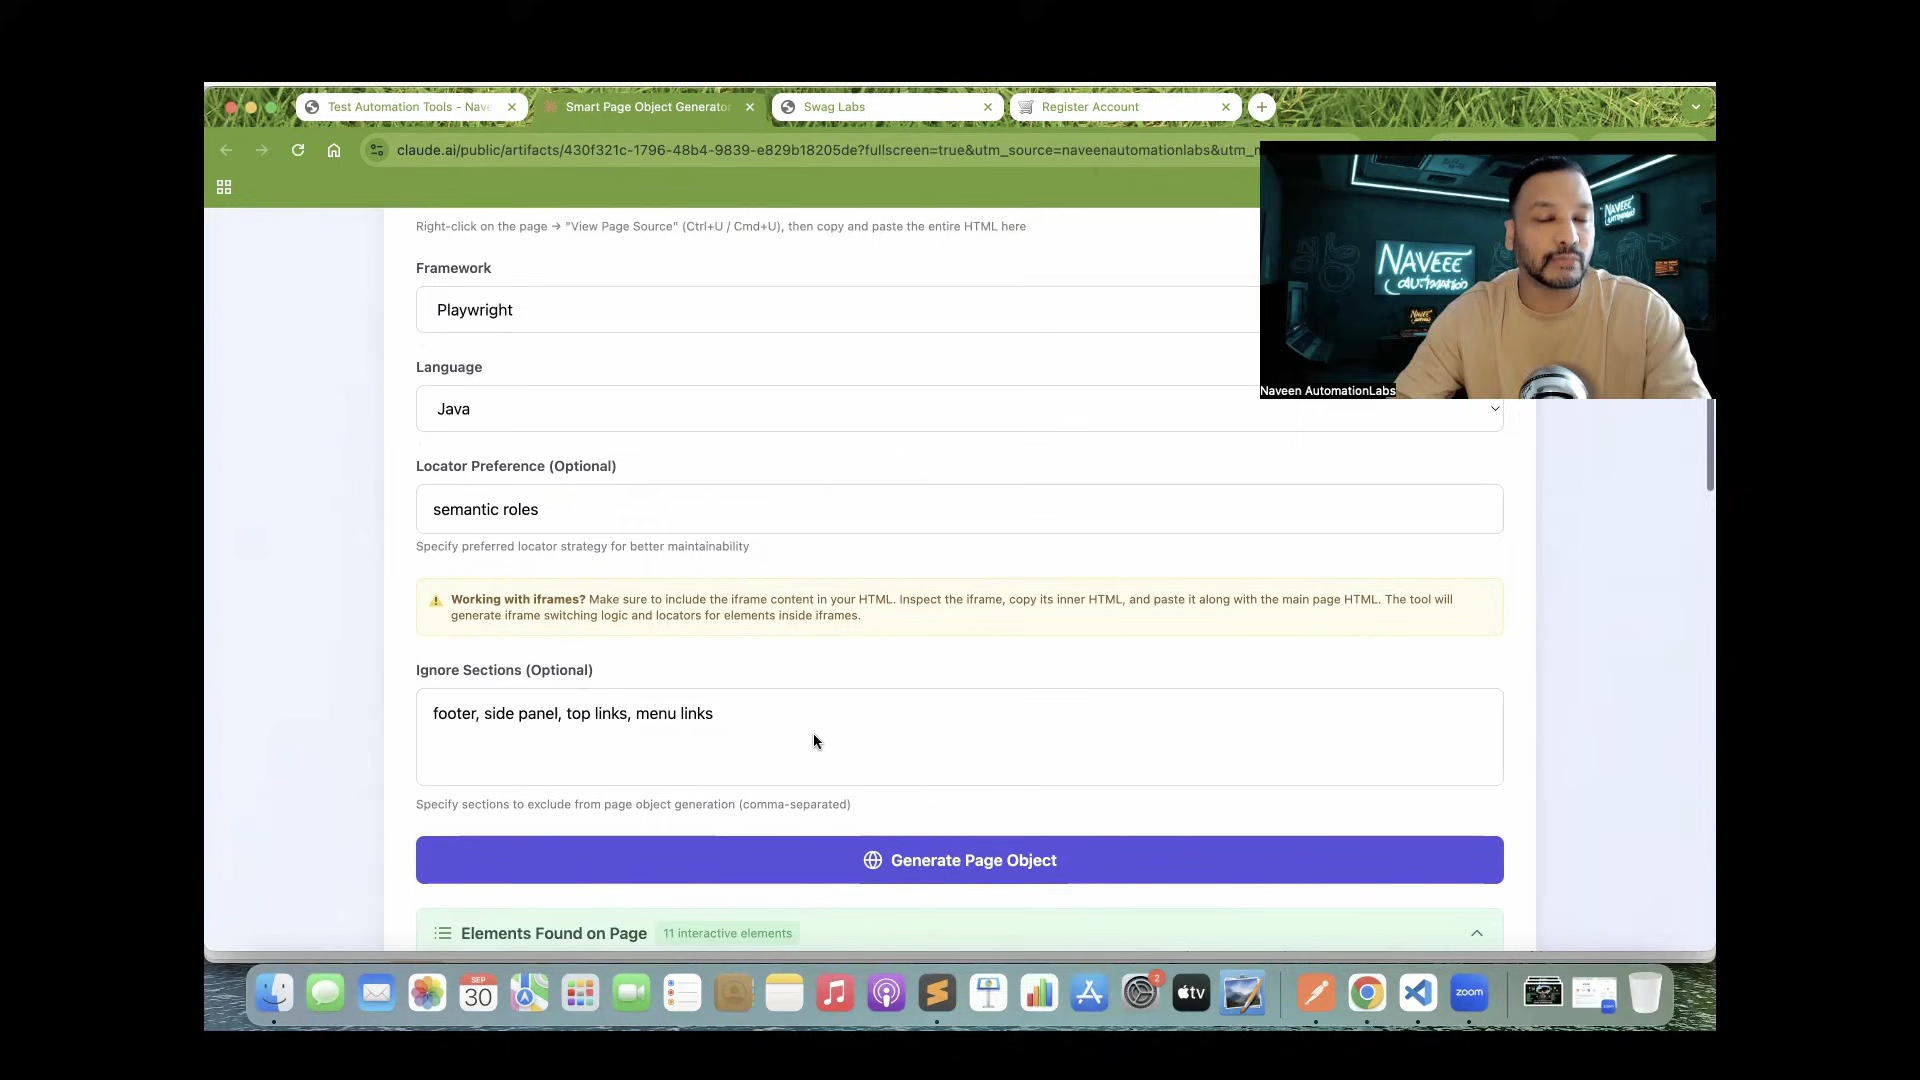 Test Automation Tools - Nave
Smart Page Object Generator
Swag Labs
Register Account
claude.ai/public/artifacts/430f321c-1796-48b4-9839-e829b18205de?fullscreen=true&utm_source=naveenautomationlabs&utm_
Right-click on the page → "View Page Source" (Ctrl+U / Cmd+U), then copy and paste the entire HTML here
Framework
Playwright
Language
Java
Locator Preference (Optional)
semantic roles
Specify preferred locator strategy for better maintainability
Working with iframes? Make sure to include the iframe content in your HTML. Inspect the iframe, copy its inner HTML, and paste it along with the main page HTML. The tool will
generate iframe switching logic and locators for elements inside iframes.
Ignore Sections (Optional)
footer, side panel, top links, menu links
Specify sections to exclude from page object generation (comma-separated)
Generate Page Object
Elements Found on Page
11 interactive elements
NAVEEE
AUTMATION
Naveen AutomationLabs
SEP
30
2
tv
zoom